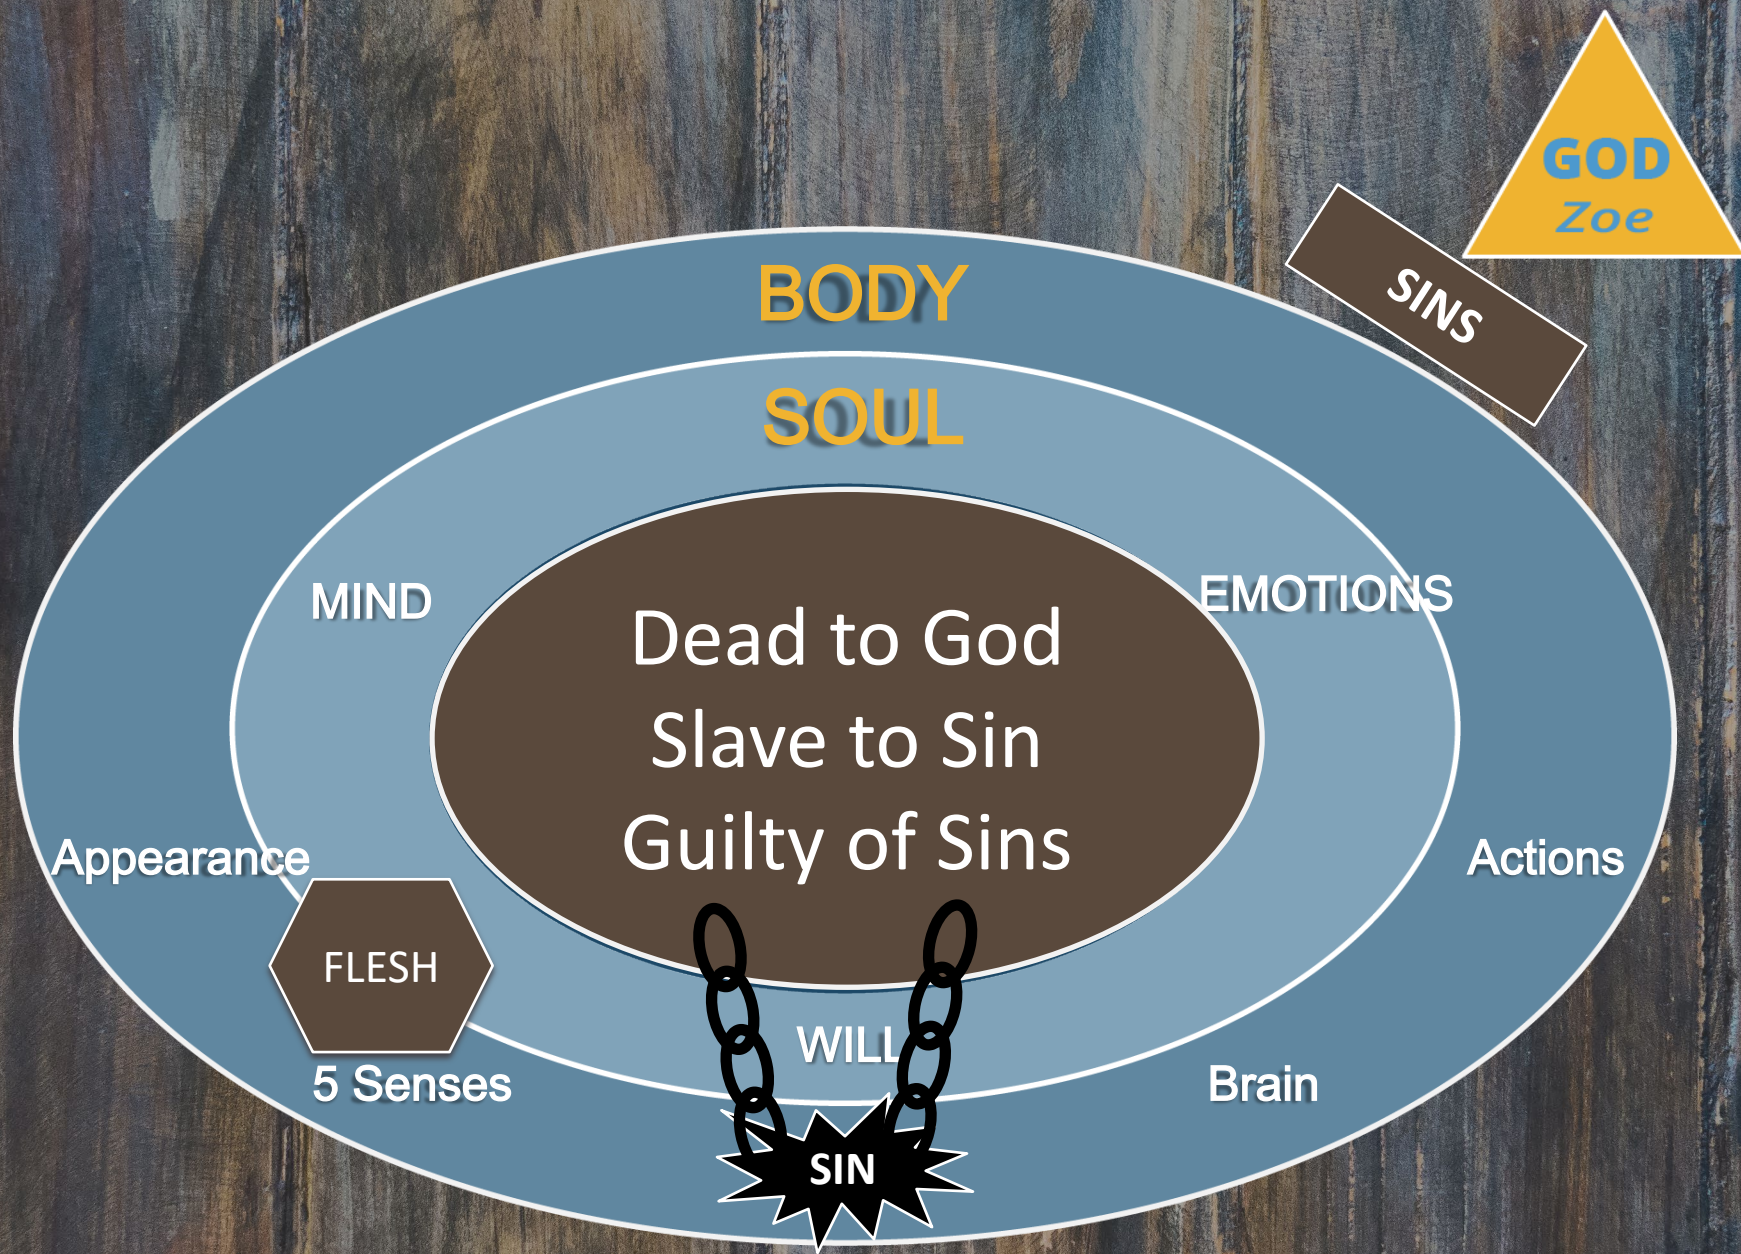 GOD
Zoe
SINS
BODY
SOUL
MIND
EMOTIONS
Dead to God
Slave to Sin
Guilty of Sins
Appearance
Actions
FLESH
WILL
5 Senses
Brain
SIN